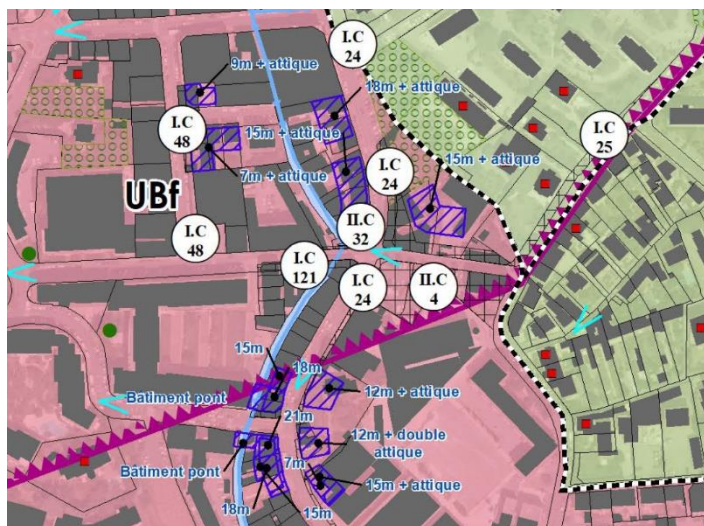 I.C
24
9m + attique
18m + attique
I.C
48
15m + attique
I.C
25
15m + attique
I.C
24
7m + attique
UBf
II.C
32
I.C
48
I.C
121
I.C
24
II.C
4
15m
18m
Bâtiment pont
12m + attique
21m
12m + double
attique
7m
Bâtiment pont
15m + attique
18m
15m